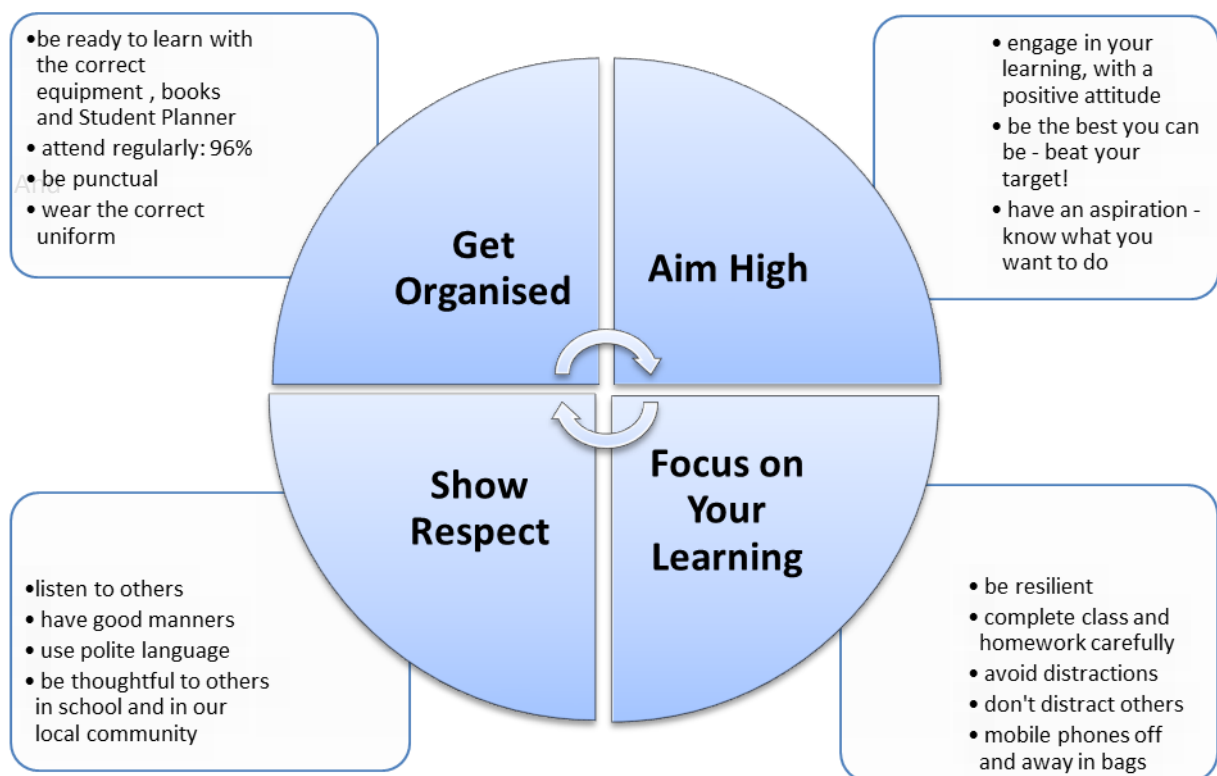 •be ready to learn with
the correct
equipment , books
and Student Planner
• attend regularly: 96%
• be punctual
• wear the correct
uniform
• engage in your
learning, with a
positive attitude
• be the best you can
be - beat your
target!
• have an aspiration -
know what you
want to do
Get
Organised
Aim High
Show
Respect
Focus on
Your
Learning
•listen to others
• have good manners
• use polite language
• be thoughtful to others
in school and in our
local community
• be resilient
• complete class and
homework carefully
• avoid distractions
• don't distract others
• mobile phones off
and away in bags